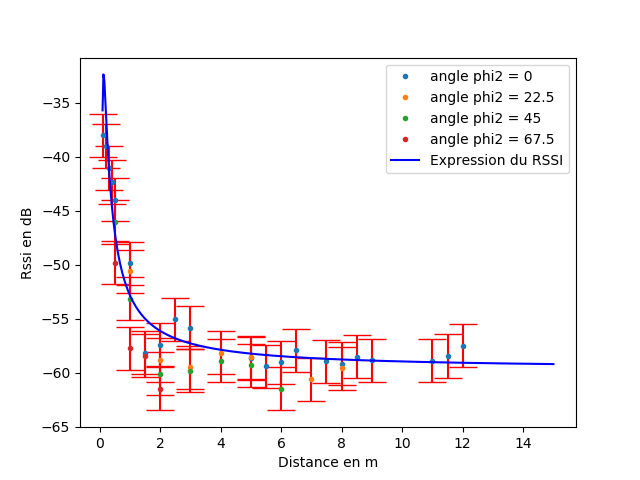 angle phi2 = 0
angle phi2 = 22.5
angle phi2 = 45
angle phi2 = 67.5
Expression du RSSI
Rssi en dB
−35
−40
−45
−50
−55
−60
−65
0 2 4 6 8 10 12 14
Distance en m